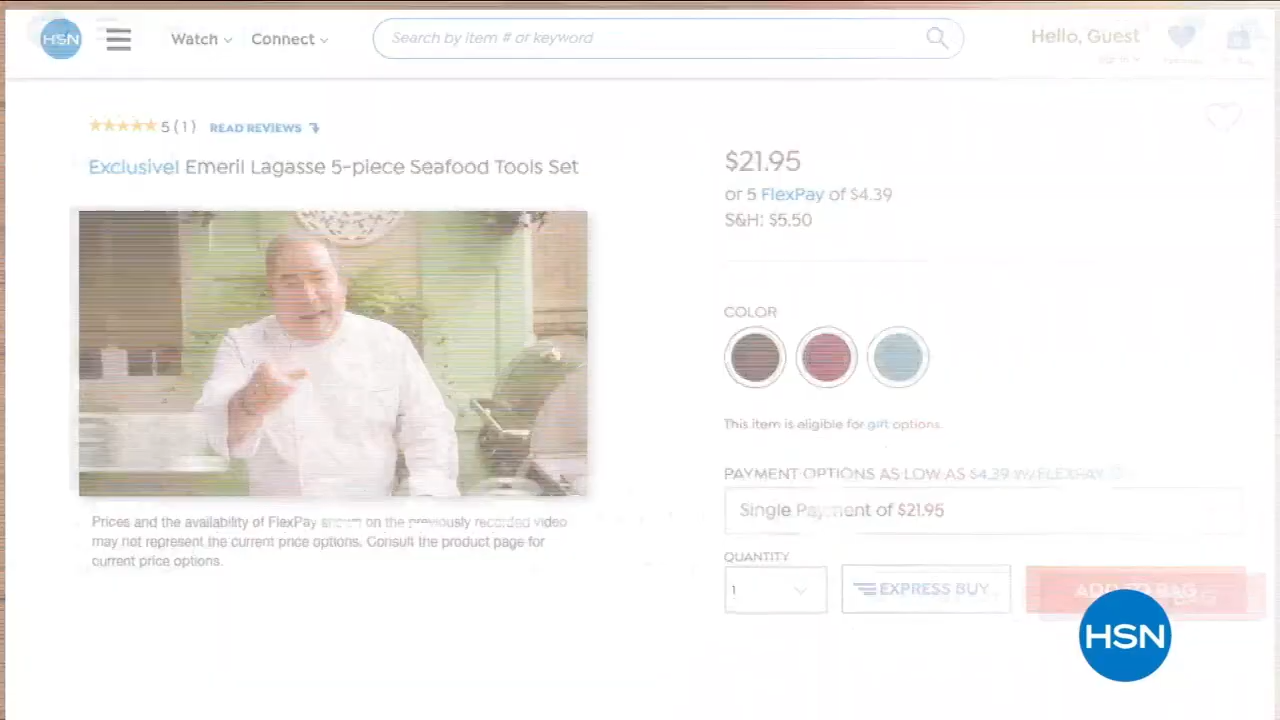 HSN
Watch
Connect
Search by item # or keyword
Hello, Guest
5 (1) READ REVIEWS
Exclusive! Emeril Lagasse 5-piece Seafood Tools Set
$21.95
or 5 FlexPay of $4.39
S&H: $5.50
COLOR
This item is eligible for gift options.
PAYMENT OPTIONS AS LOW AS $4.39 W/ FLEXPAY
Single Payment of $21.95
Prices and the availability of FlexPay shown on the previously recorded video
may not represent the current price options. Consult the product page for
current price options.
QUANTITY
1
EXPRESS BUY
ADD TO BAG
HSN